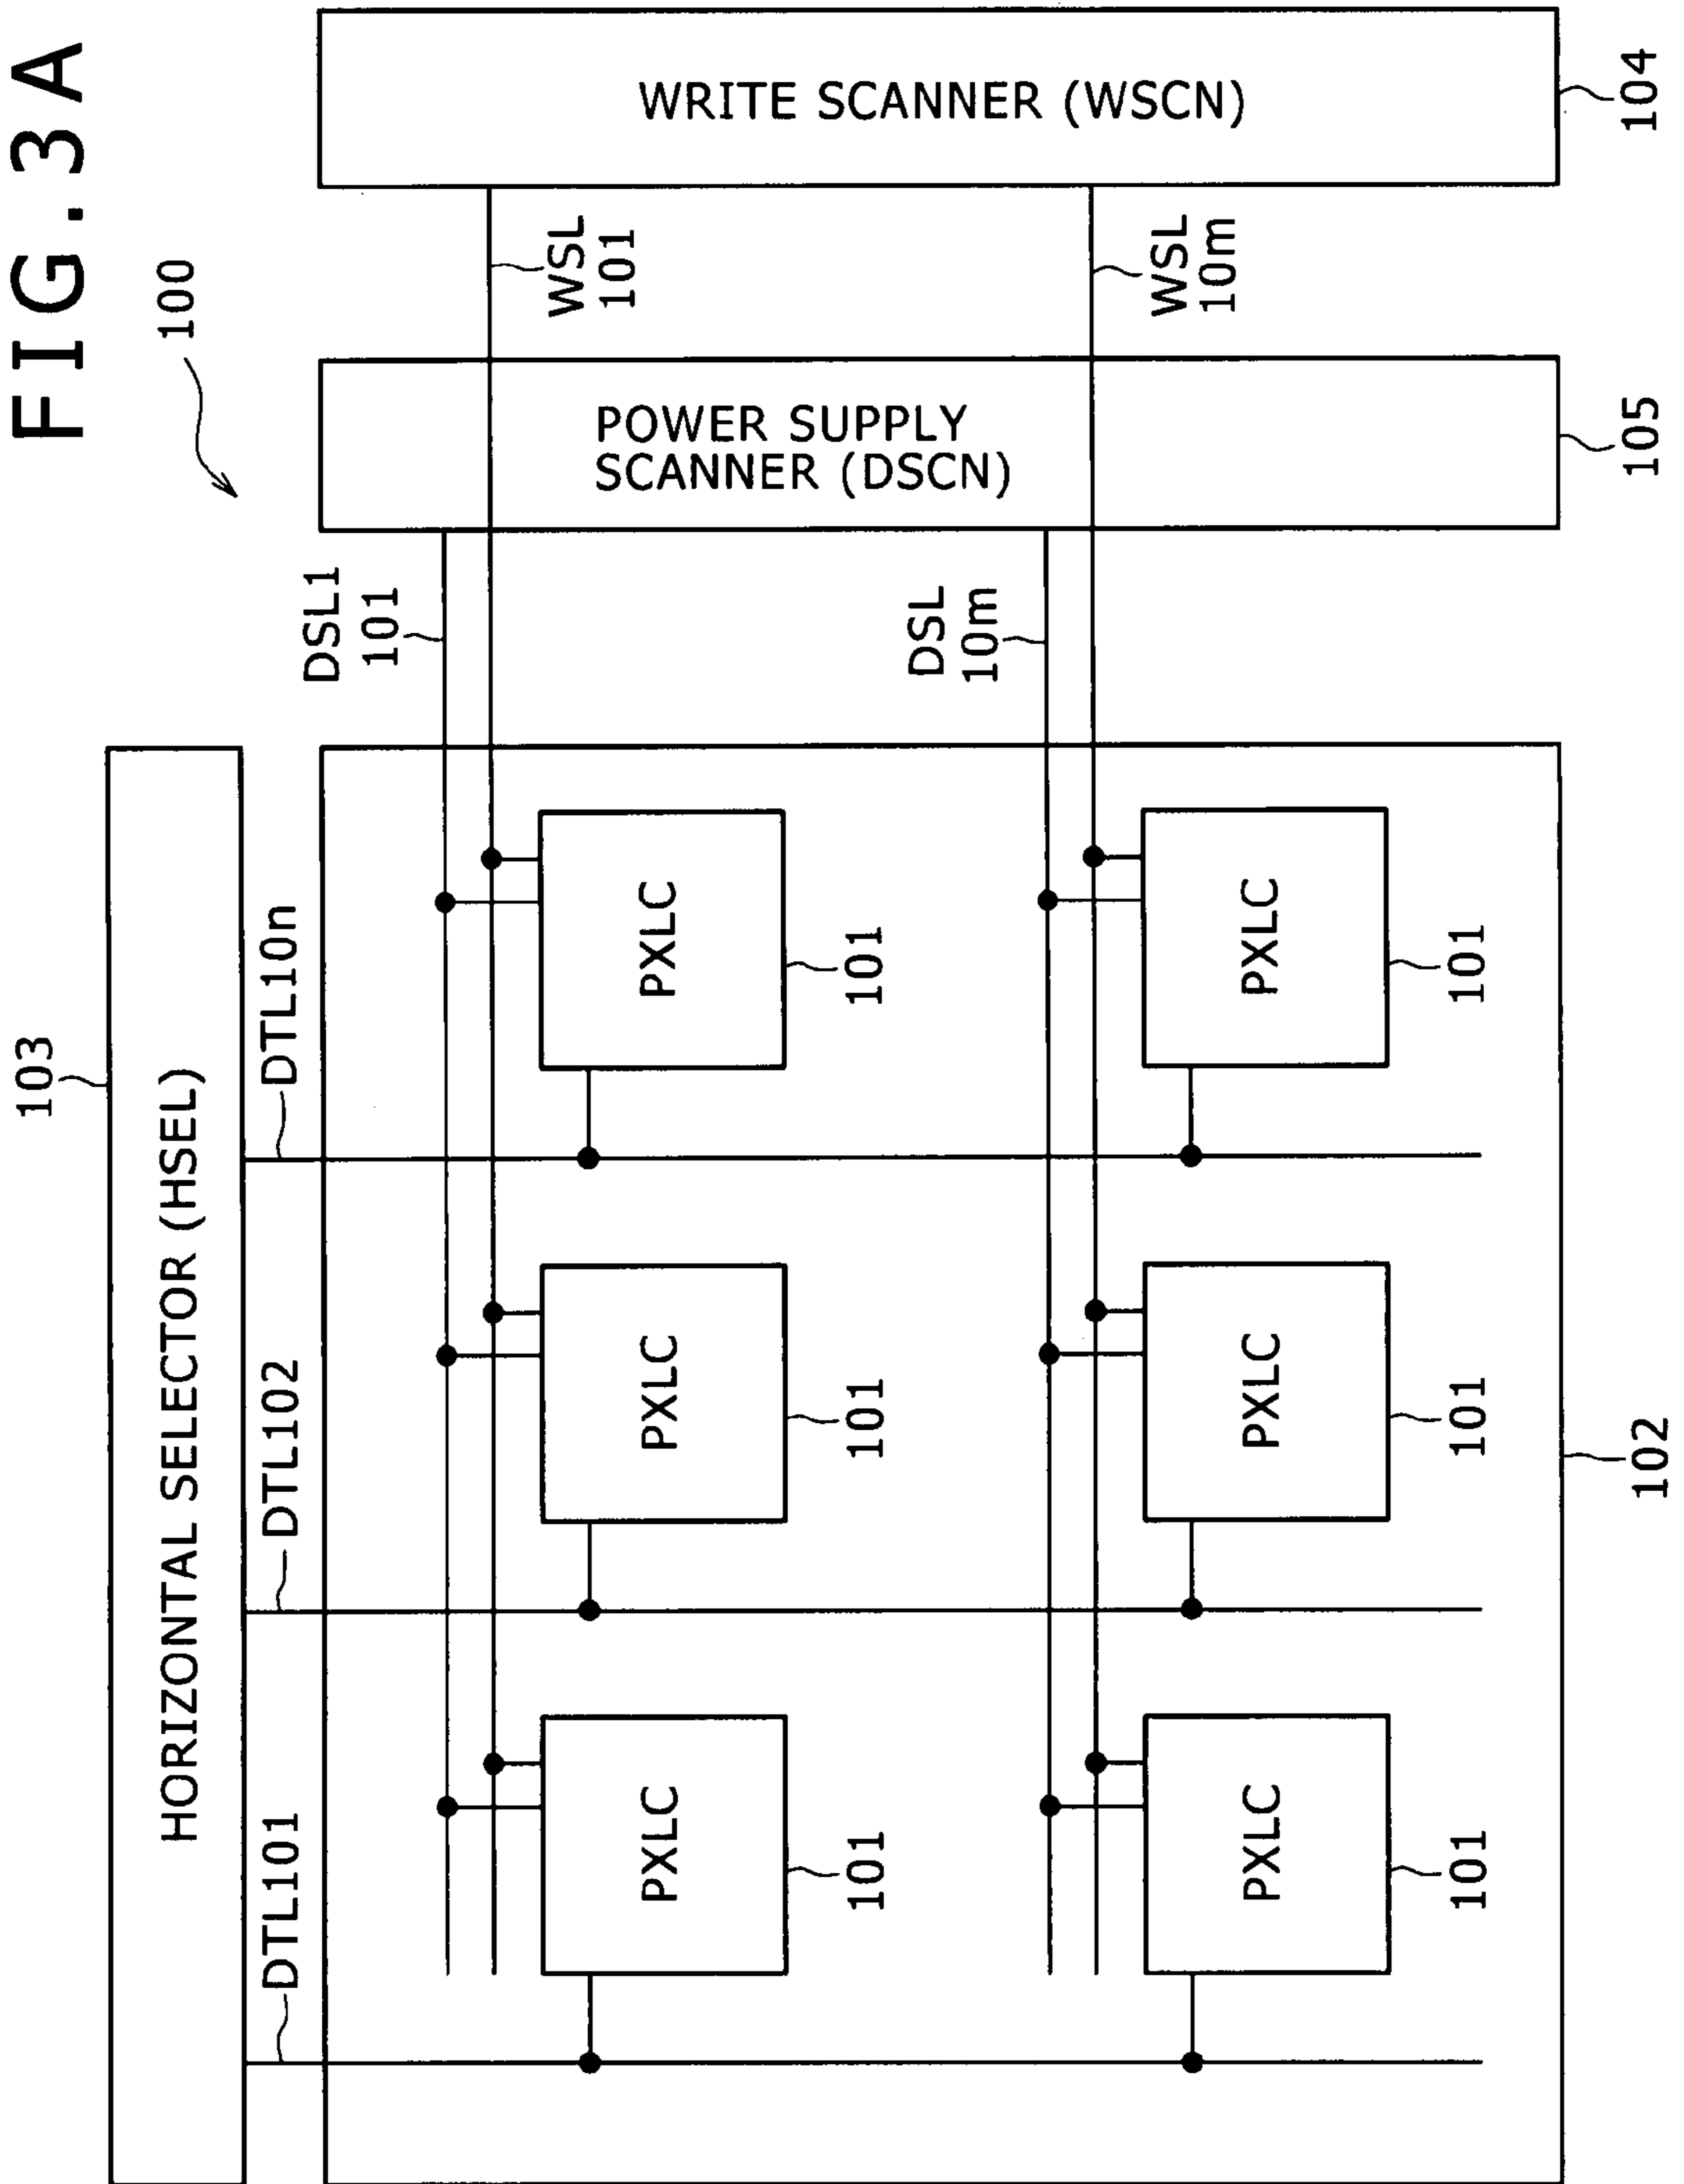 FIG.3A
100
103
HORIZONTAL SELECTOR (HSEL)
DTL101
DTL102
DTL10n
DSL1
101
WSL
101
PXLC
101
PXLC
101
PXLC
101
DSL
10m
WSL
10m
PXLC
101
PXLC
101
PXLC
101
102
POWER SUPPLY
SCANNER (DSCN)
105
WRITE SCANNER (WSCN)
104